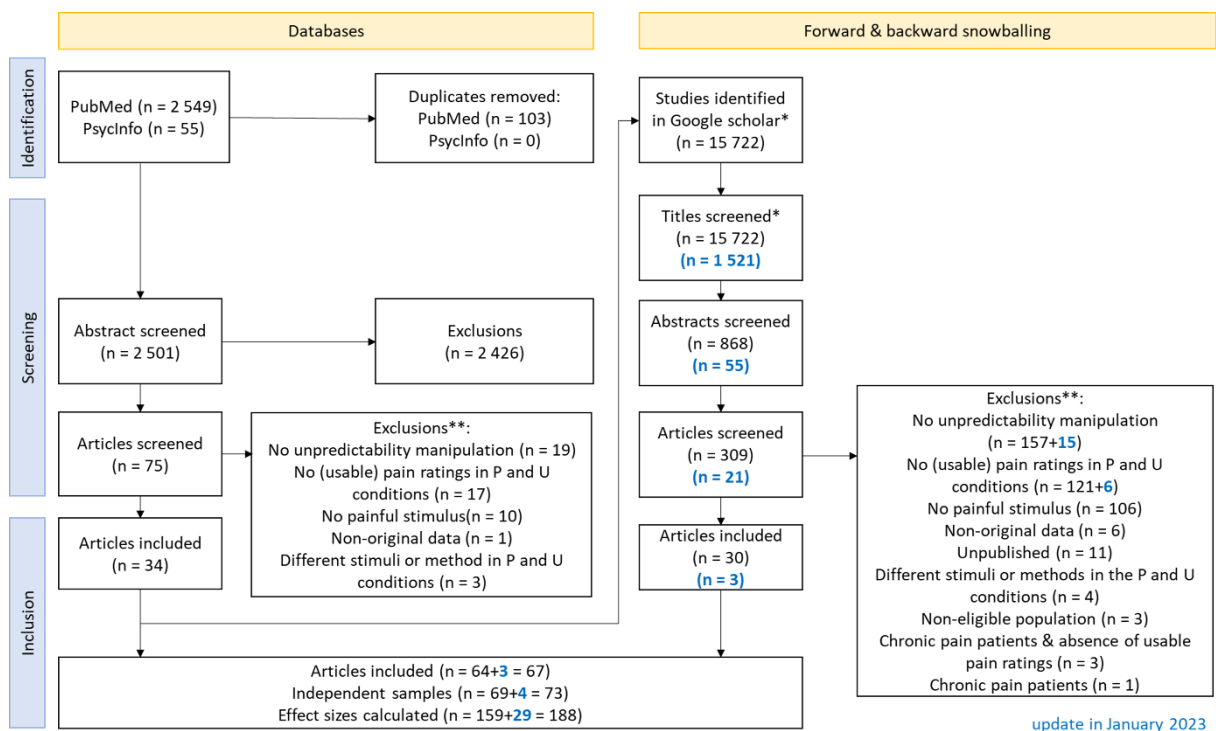 Databases
Forward & backward snowballing
Identification
PubMed (n = 2 549)
PsycInfo (n = 55)
Duplicates removed:
PubMed (n = 103)
PsycInfo (n = 0)
Studies identified
in Google scholar*
(n = 15 722)
Screening
Titles screened*
(n = 15 722)
(n = 1 521)
Abstract screened
(n = 2 501)
Exclusions
(n = 2 426)
Abstracts screened
(n = 868)
(n = 55)
Articles screened
(n = 75)
Exclusions**:
No unpredictability manipulation (n = 19)
No (usable) pain ratings in P and U
conditions (n = 17)
No painful stimulus(n = 10)
Non-original data (n = 1)
Different stimuli or method in P and U
conditions (n = 3)
Articles screened
(n = 309)
(n = 21)
Exclusions**:
No unpredictability manipulation
(n = 157+15)
No (usable) pain ratings in P and U
conditions (n = 121+6)
No painful stimulus (n = 106)
Non-original data (n = 6)
Unpublished (n = 11)
Different stimuli or methods in the P and U
conditions (n = 4)
Non-eligible population (n = 3)
Chronic pain patients & absence of usable
pain ratings (n = 3)
Chronic pain patients (n = 1)
Inclusion
Articles included
(n = 34)
Articles included
(n = 30)
(n = 3)
Articles included (n = 64+3 = 67)
Independent samples (n = 69+4 = 73)
Effect sizes calculated (n = 159+29 = 188)
update in January 2023